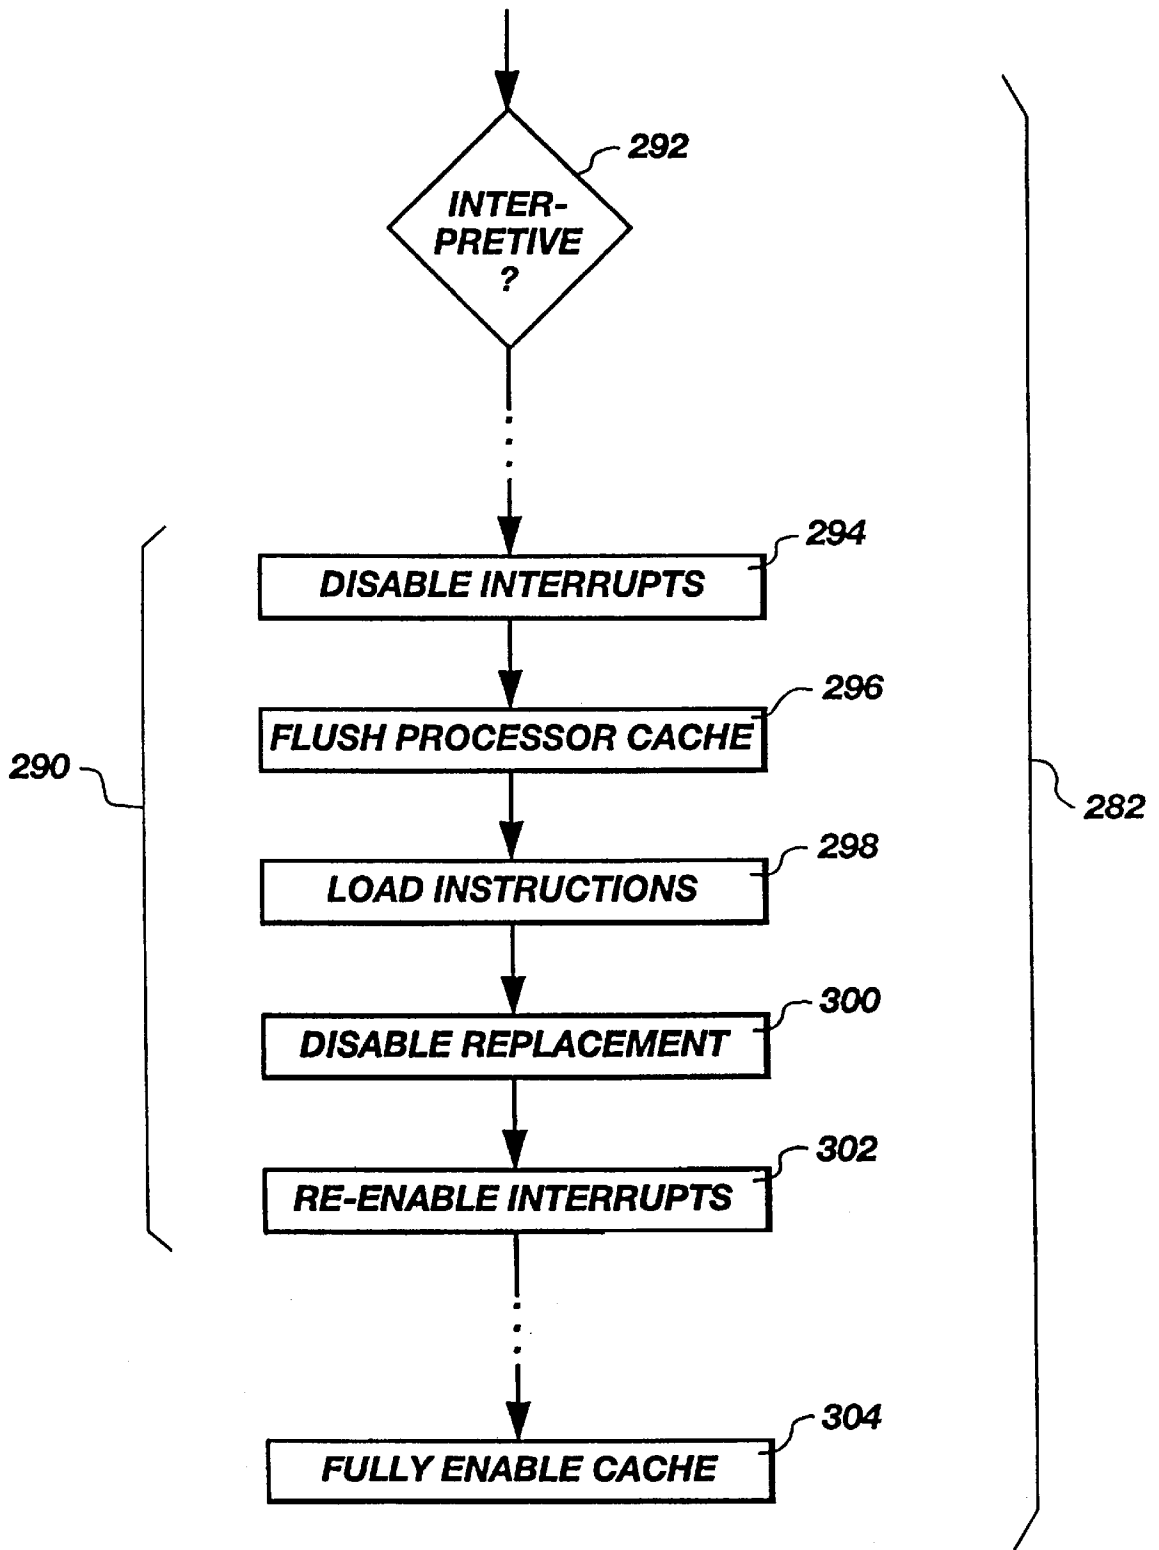 292
INTER-
PRETIVE
?
294
DISABLE INTERRUPTS
296
FLUSH PROCESSOR CACHE
290
282
298
LOAD INSTRUCTIONS
300
DISABLE REPLACEMENT
302
RE-ENABLE INTERRUPTS
304
FULLY ENABLE CACHE